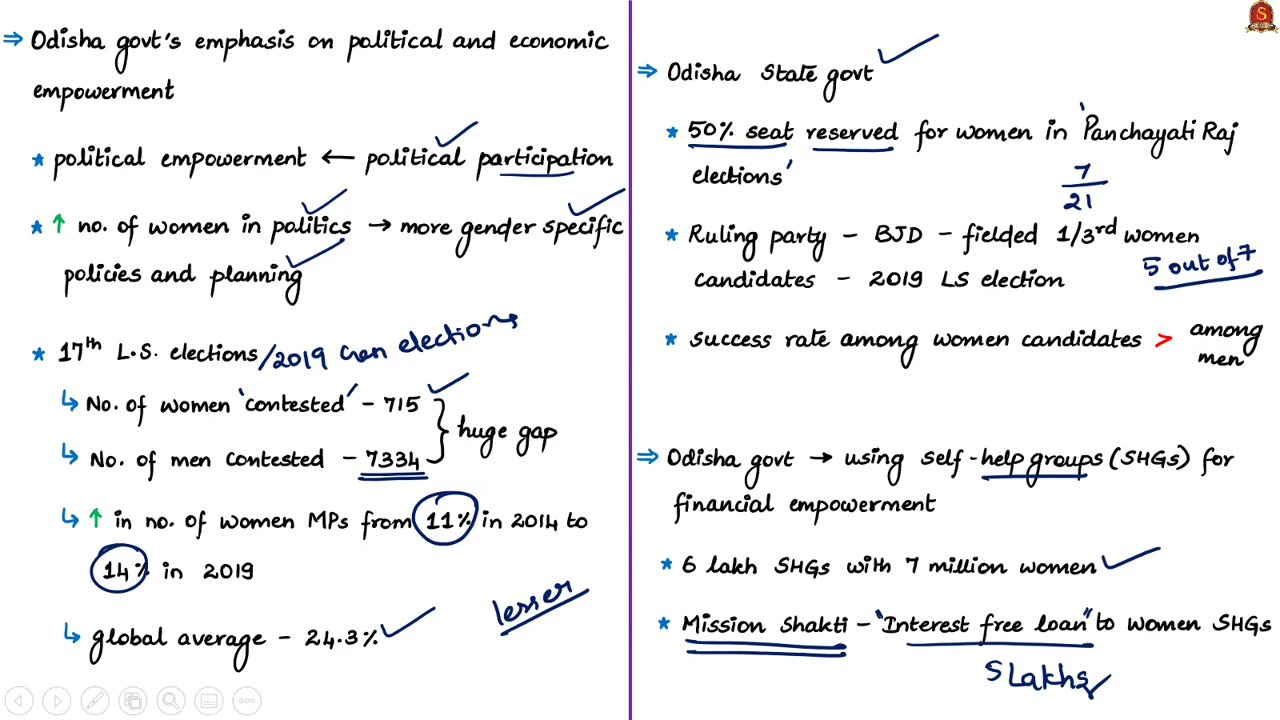 ⇒ Odisha govt's emphasis on political and economic
empowerment
* political empowerment ← political participation
* ↑ no. of women in politics → more gender specific
policies and planning
* 17th L.S. elections /2019 Gen elections
↳ No. of women 'contested' - 715
↳ No. of men contested - 7334
} huge gap
↳ ↑ in no. of women MPs from 11% in 2014 to
14% in 2019
lesser
↳ global average - 24.3%
S
⇒ Odisha State govt
* 50% seat reserved for women in 'Panchayati Raj
elections'
7
21
* Ruling party - BJD - fielded 1/3rd women
candidates - 2019 LS election
5 out of 7
* success rate among women candidates > among
men
⇒ Odisha govt → using self-help groups (SHGs) for
financial empowerment
* 6 lakh SHGs with 7 million women
* Mission Shakti - "Interest free loan" to women SHGs
5 Lakhs